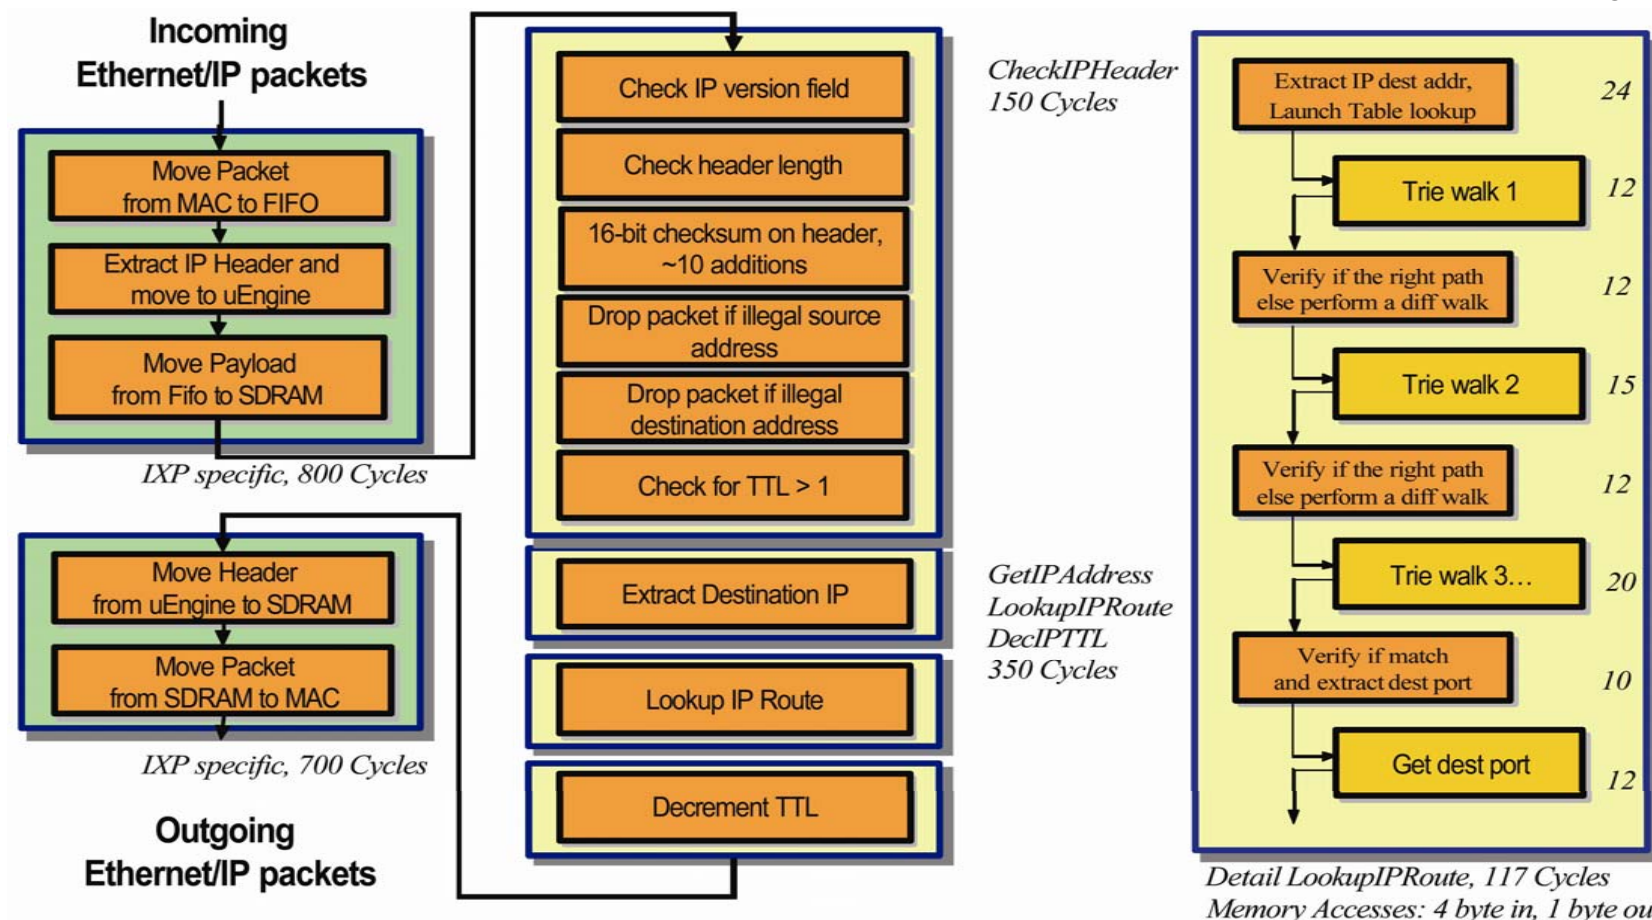 Incoming
Ethernet/IP packets
Move Packet
from MAC to FIFO
Extract IP Header and
move to uEngine
Move Payload
from Fifo to SDRAM
IXP specific, 800 Cycles
Move Header
from uEngine to SDRAM
Move Packet
from SDRAM to MAC
IXP specific, 700 Cycles
Outgoing
Ethernet/IP packets
Check IP version field
Check header length
16-bit checksum on header,
~10 additions
Drop packet if illegal source
address
Drop packet if illegal
destination address
Check for TTL > 1
Extract Destination IP
Lookup IP Route
Decrement TTL
CheckIPHeader
150 Cycles
GetIPAddress
LookupIPRoute
DecIPTTL
350 Cycles
Extract IP dest addr,
Launch Table lookup
24
Trie walk 1
12
Verify if the right path
else perform a diff walk
12
Trie walk 2
15
Verify if the right path
else perform a diff walk
12
Trie walk 3...
20
Verify if match
and extract dest port
10
Get dest port
12
Detail LookupIPRoute, 117 Cycles
Memory Accesses: 4 byte in, 1 byte